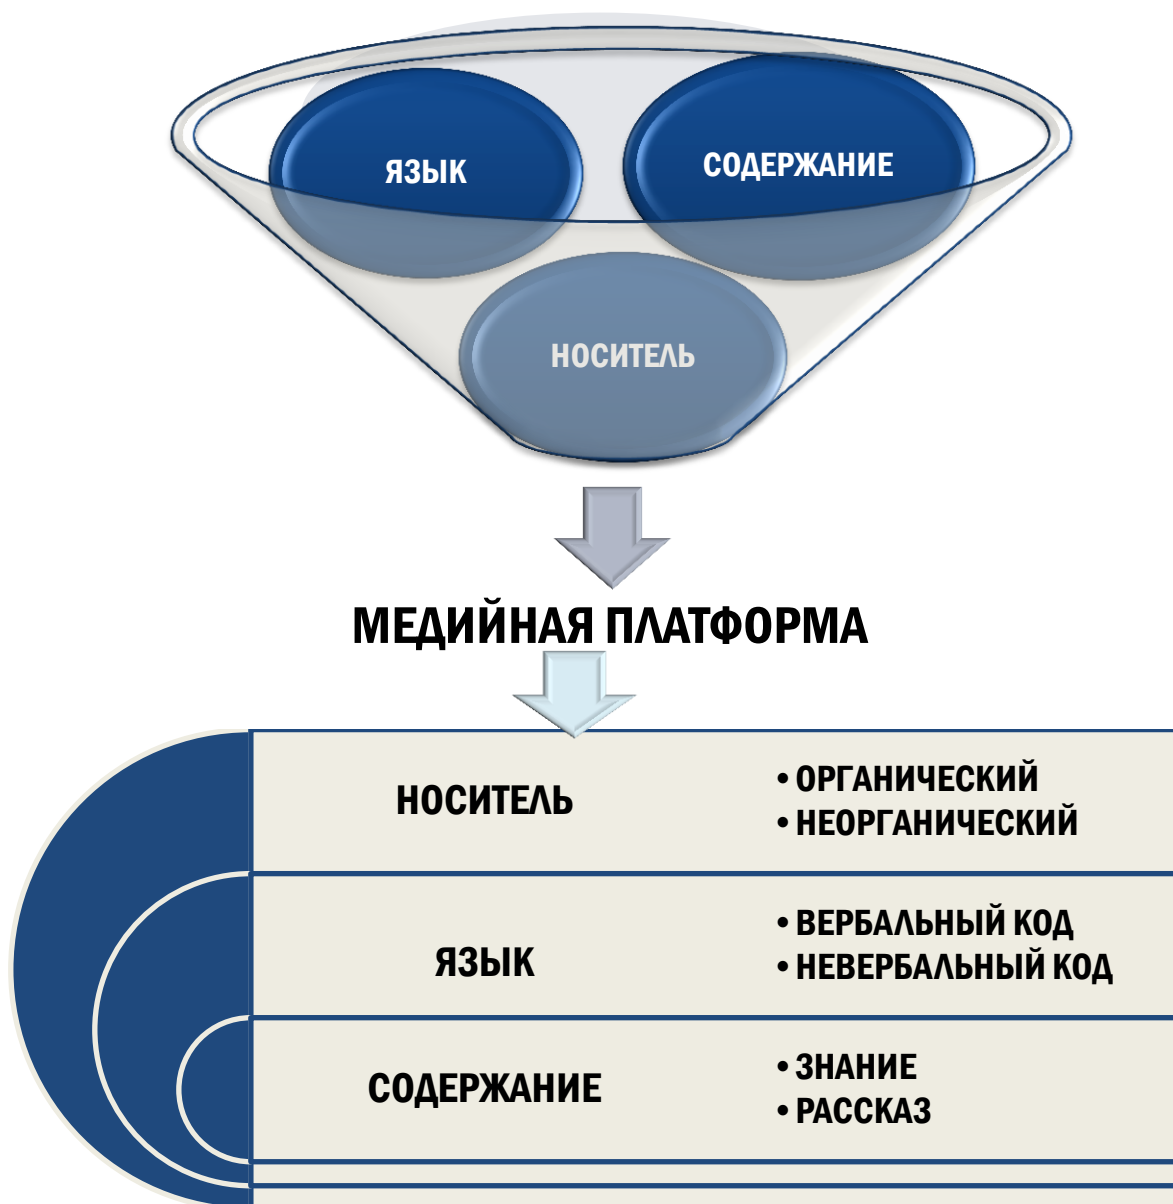 ЯЗЫК
СОДЕРЖАНИЕ
НОСИТЕЛЬ
МЕДИЙНАЯ ПЛАТФОРМА
НОСИТЕЛЬ
• ОРГАНИЧЕСКИЙ
• НЕОРГАНИЧЕСКИЙ
ЯЗЫК
• ВЕРБАЛЬНЫЙ КОД
• НЕВЕРБАЛЬНЫЙ КОД
СОДЕРЖАНИЕ
• ЗНАНИЕ
• РАССКАЗ